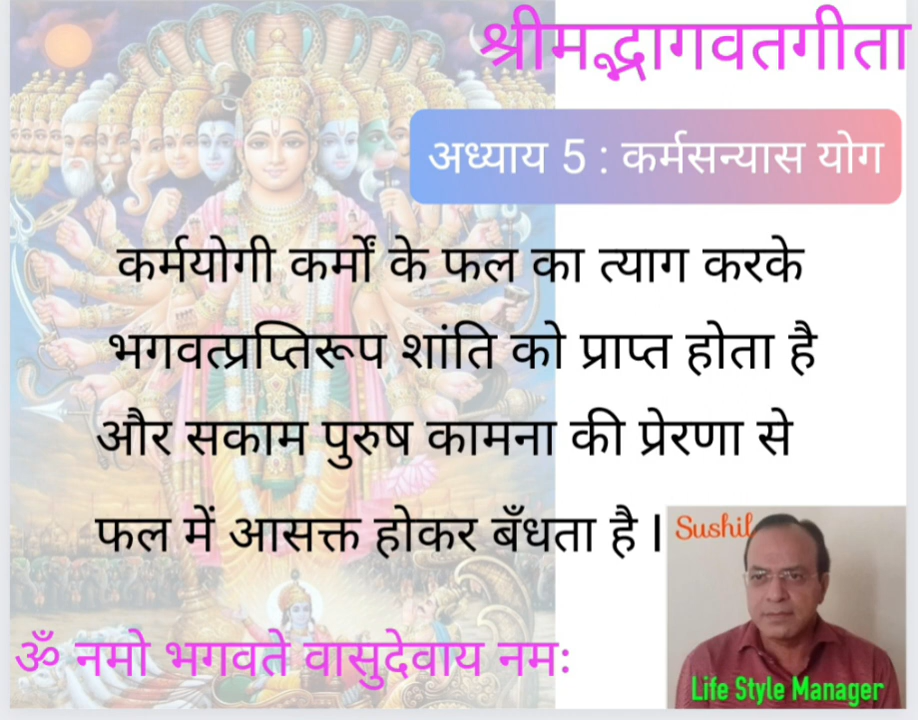 श्रीमद्भागवतगीता
अध्याय 5 : कर्मसन्यास योग
कर्मयोगी कर्मों के फल का त्याग करके
भगवत्प्रप्तिरूप शांति को प्राप्त होता है
और सकाम पुरुष कामना की प्रेरणा से
फल में आसक्त होकर बँधता है।
Sushil
ॐ नमो भगवते वासुदेवाय नमः
Life Style Manager